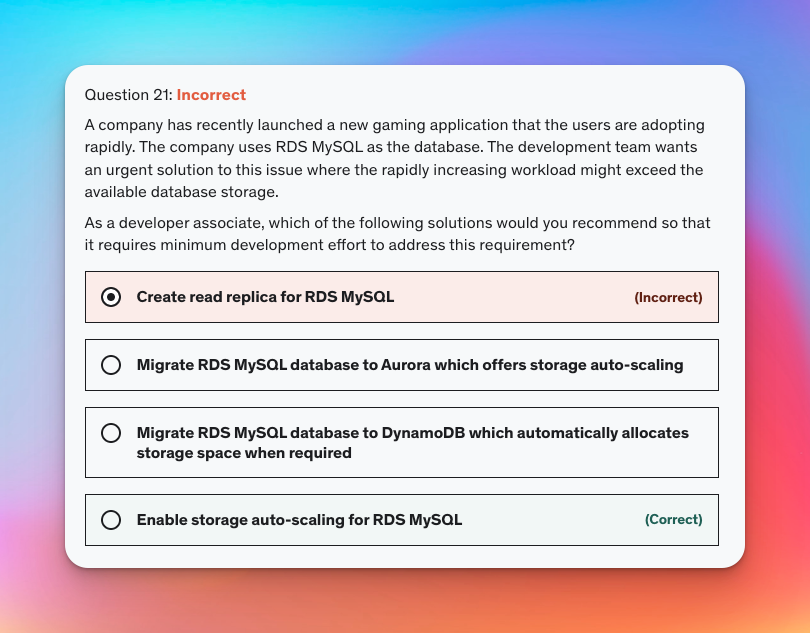 Question 21: Incorrect
A company has recently launched a new gaming application that the users are adopting
rapidly. The company uses RDS MySQL as the database. The development team wants
an urgent solution to this issue where the rapidly increasing workload might exceed the
available database storage.
As a developer associate, which of the following solutions would you recommend so that
it requires minimum development effort to address this requirement?
Create read replica for RDS MySQL (Incorrect)
Migrate RDS MySQL database to Aurora which offers storage auto-scaling
Migrate RDS MySQL database to DynamoDB which automatically allocates
storage space when required
Enable storage auto-scaling for RDS MySQL (Correct)